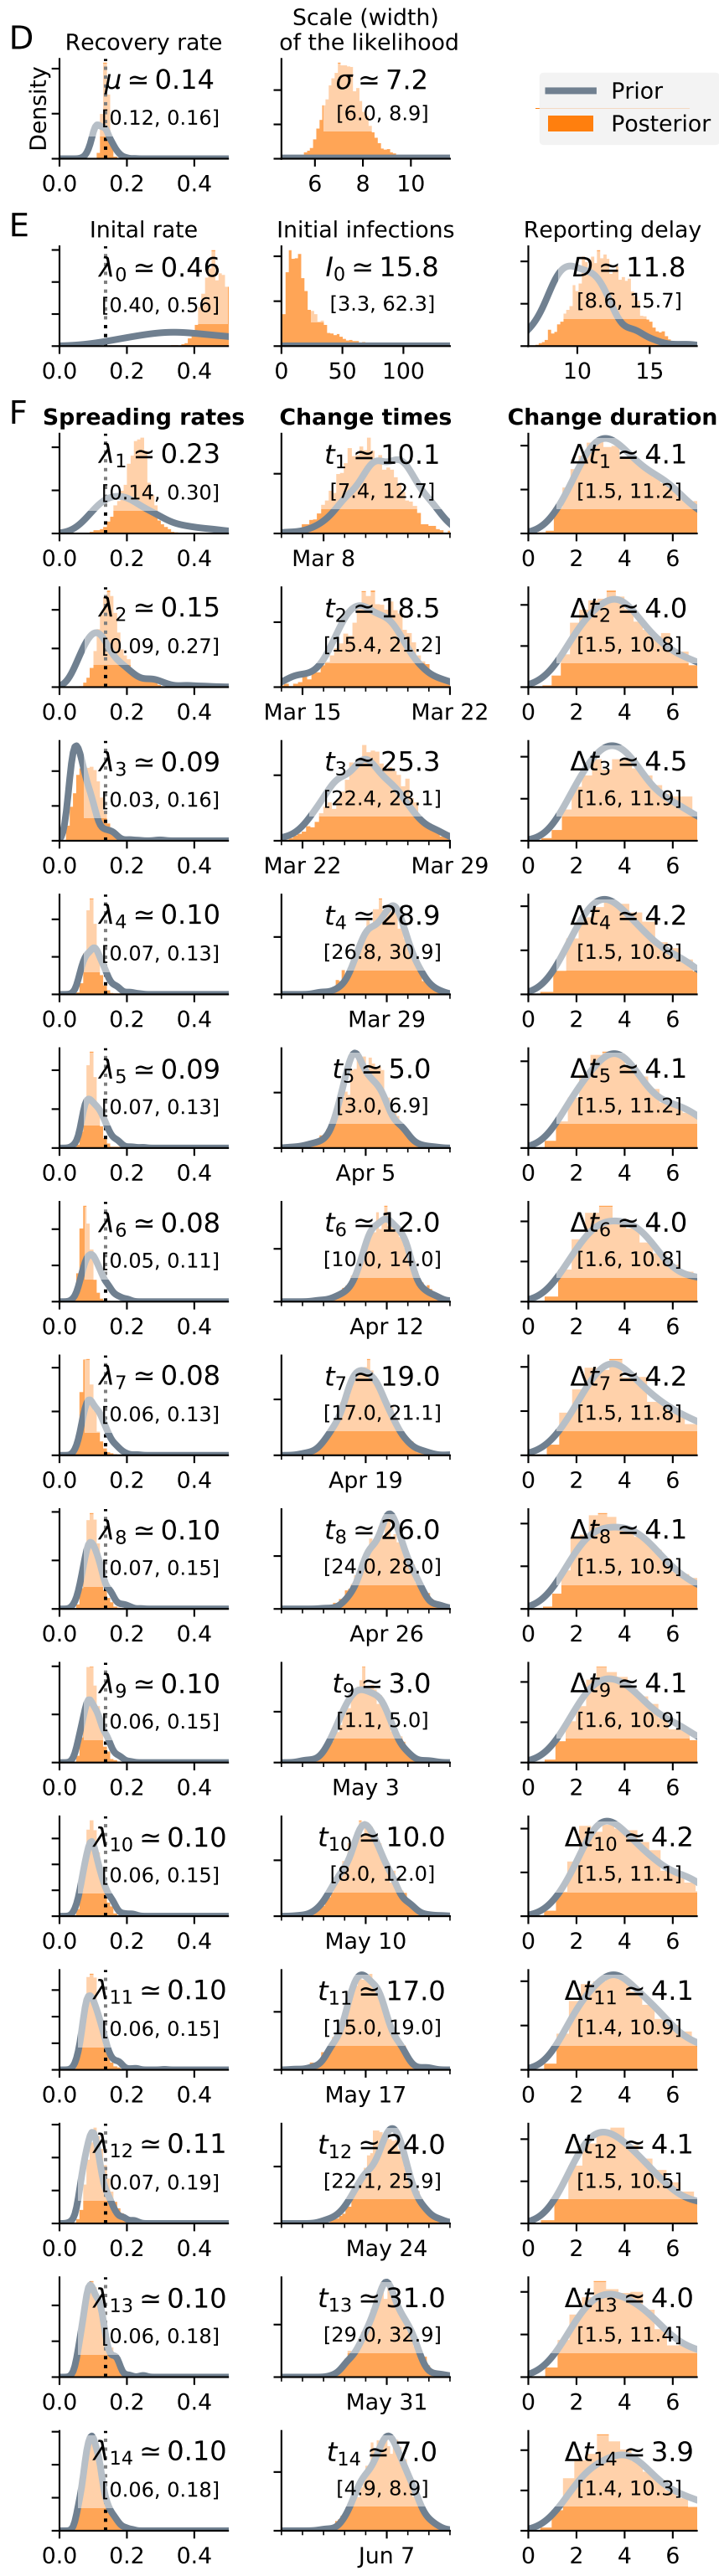 D
Recovery rate
Scale (width)
of the likelihood
Density
μ ≃ 0.14
[0.12, 0.16]
σ ≃ 7.2
[6.0, 8.9]
Prior
Posterior
0.0 0.2 0.4
6 8 10
E
Inital rate
Initial infections
Reporting delay
λ0 ≃ 0.46
[0.40, 0.56]
I0 ≃ 15.8
[3.3, 62.3]
D ≃ 11.8
[8.6, 15.7]
0.0 0.2 0.4
0 50 100
10 15
F
Spreading rates
Change times
Change duration
λ1 ≃ 0.23
[0.14, 0.30]
t1 ≃ 10.1
[7.4, 12.7]
Δt1 ≃ 4.1
[1.5, 11.2]
0.0 0.2 0.4
Mar 8
0 2 4 6
λ2 ≃ 0.15
[0.09, 0.27]
t2 ≃ 18.5
[15.4, 21.2]
Δt2 ≃ 4.0
[1.5, 10.8]
0.0 0.2 0.4
Mar 15 Mar 22
0 2 4 6
λ3 ≃ 0.09
[0.03, 0.16]
t3 ≃ 25.3
[22.4, 28.1]
Δt3 ≃ 4.5
[1.6, 11.9]
0.0 0.2 0.4
Mar 22 Mar 29
0 2 4 6
λ4 ≃ 0.10
[0.07, 0.13]
t4 ≃ 28.9
[26.8, 30.9]
Δt4 ≃ 4.2
[1.5, 10.8]
0.0 0.2 0.4
Mar 29
0 2 4 6
λ5 ≃ 0.09
[0.07, 0.13]
t5 ≃ 5.0
[3.0, 6.9]
Δt5 ≃ 4.1
[1.5, 11.2]
0.0 0.2 0.4
Apr 5
0 2 4 6
λ6 ≃ 0.08
[0.05, 0.11]
t6 ≃ 12.0
[10.0, 14.0]
Δt6 ≃ 4.0
[1.6, 10.8]
0.0 0.2 0.4
Apr 12
0 2 4 6
λ7 ≃ 0.08
[0.06, 0.13]
t7 ≃ 19.0
[17.0, 21.1]
Δt7 ≃ 4.2
[1.5, 11.8]
0.0 0.2 0.4
Apr 19
0 2 4 6
λ8 ≃ 0.10
[0.07, 0.15]
t8 ≃ 26.0
[24.0, 28.0]
Δt8 ≃ 4.1
[1.5, 10.9]
0.0 0.2 0.4
Apr 26
0 2 4 6
λ9 ≃ 0.10
[0.06, 0.15]
t9 ≃ 3.0
[1.1, 5.0]
Δt9 ≃ 4.1
[1.6, 10.9]
0.0 0.2 0.4
May 3
0 2 4 6
λ10 ≃ 0.10
[0.06, 0.15]
t10 ≃ 10.0
[8.0, 12.0]
Δt10 ≃ 4.2
[1.5, 11.1]
0.0 0.2 0.4
May 10
0 2 4 6
λ11 ≃ 0.10
[0.06, 0.15]
t11 ≃ 17.0
[15.0, 19.0]
Δt11 ≃ 4.1
[1.4, 10.9]
0.0 0.2 0.4
May 17
0 2 4 6
λ12 ≃ 0.11
[0.07, 0.19]
t12 ≃ 24.0
[22.1, 25.9]
Δt12 ≃ 4.1
[1.5, 10.5]
0.0 0.2 0.4
May 24
0 2 4 6
λ13 ≃ 0.10
[0.06, 0.18]
t13 ≃ 31.0
[29.0, 32.9]
Δt13 ≃ 4.0
[1.5, 11.4]
0.0 0.2 0.4
May 31
0 2 4 6
λ14 ≃ 0.10
[0.06, 0.18]
t14 ≃ 7.0
[4.9, 8.9]
Δt14 ≃ 3.9
[1.4, 10.3]
0.0 0.2 0.4
Jun 7
0 2 4 6